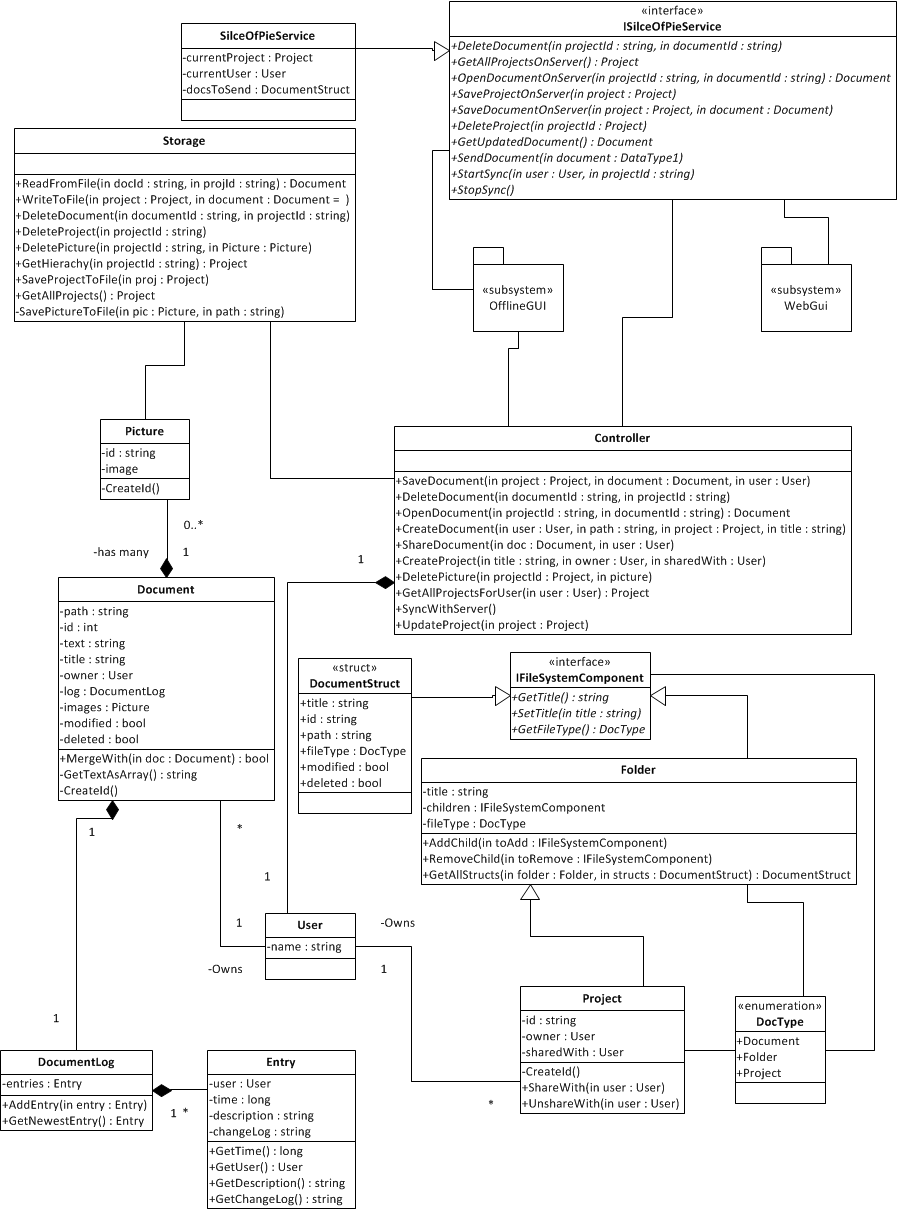 SilceOfPieService
-currentProject : Project
-currentUser : User
-docsToSend : DocumentStruct
«interface»
ISilceOfPieService
+DeleteDocument(in projectId : string, in documentId : string)
+GetAllProjectsOnServer() : Project
+OpenDocumentOnServer(in projectId : string, in documentId : string) : Document
+SaveProjectOnServer(in project : Project)
+SaveDocumentOnServer(in project : Project, in document : Document)
+DeleteProject(in projectId : Project)
+GetUpdatedDocument() : Document
+SendDocument(in document : DataType1)
+StartSync(in user : User, in projectId : string)
+StopSync()
Storage
+ReadFromFile(in docId : string, in projId : string) : Document
+WriteToFile(in project : Project, in document : Document = )
+DeleteDocument(in documentId : string, in projectId : string)
+DeleteProject(in projectId : string)
+DeletePicture(in projectId : string, in Picture : Picture)
+GetHierachy(in projectId : string) : Project
+SaveProjectToFile(in proj : Project)
+GetAllProjects() : Project
-SavePictureToFile(in pic : Picture, in path : string)
«subsystem»
OfflineGUI
«subsystem»
WebGui
Picture
-id : string
-image
-CreateId()
0..*
-has many
1
Controller
+SaveDocument(in project : Project, in document : Document, in user : User)
+DeleteDocument(in documentId : string, in projectId : string)
+OpenDocument(in projectId : string, in documentId : string) : Document
+CreateDocument(in user : User, in path : string, in project : Project, in title : string)
+ShareDocument(in doc : Document, in user : User)
+CreateProject(in title : string, in owner : User, in sharedWith : User)
+DeletePicture(in projectId : Project, in picture)
+GetAllProjectsForUser(in user : User) : Project
+SyncWithServer()
+UpdateProject(in project : Project)
1
Document
-path : string
-id : int
-text : string
-title : string
-owner : User
-log : DocumentLog
-images : Picture
-modified : bool
-deleted : bool
+MergeWith(in doc : Document) : bool
-GetTextAsArray() : string
-CreateId()
«struct»
DocumentStruct
+title : string
+id : string
+path : string
+fileType : DocType
+modified : bool
+deleted : bool
«interface»
IFileSystemComponent
+GetTitle() : string
+SetTitle(in title : string)
+GetFileType() : DocType
Folder
-title : string
-children : IFileSystemComponent
-fileType : DocType
+AddChild(in toAdd : IFileSystemComponent)
+RemoveChild(in toRemove : IFileSystemComponent)
+GetAllStructs(in folder : Folder, in structs : DocumentStruct) : DocumentStruct
1
*
1
1
-Owns
User
-name : string
-Owns
1
*
1
Project
-id : string
-owner : User
-sharedWith : User
-CreateId()
+ShareWith(in user : User)
+UnshareWith(in user : User)
«enumeration»
DocType
+Document
+Folder
+Project
DocumentLog
-entries : Entry
+AddEntry(in entry : Entry)
+GetNewestEntry() : Entry
1 *
Entry
-user : User
-time : long
-description : string
-changeLog : string
+GetTime() : long
+GetUser() : User
+GetDescription() : string
+GetChangeLog() : string